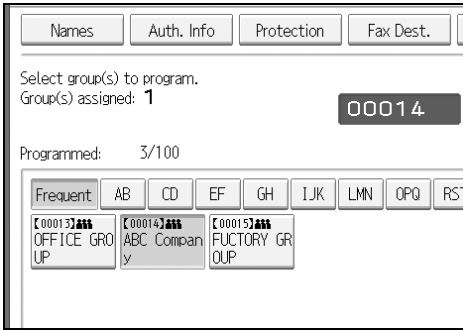 Names Auth. Info Protection Fax Dest.
Select group(s) to program.
Group(s) assigned: 1
00014
Programmed: 3/100
Frequent AB CD EF GH IJK LMN OPQ RST
[00013]
OFFICE GRO
UP
[00014]
ABC Compan
y
[00015]
FUCTORY GR
OUP